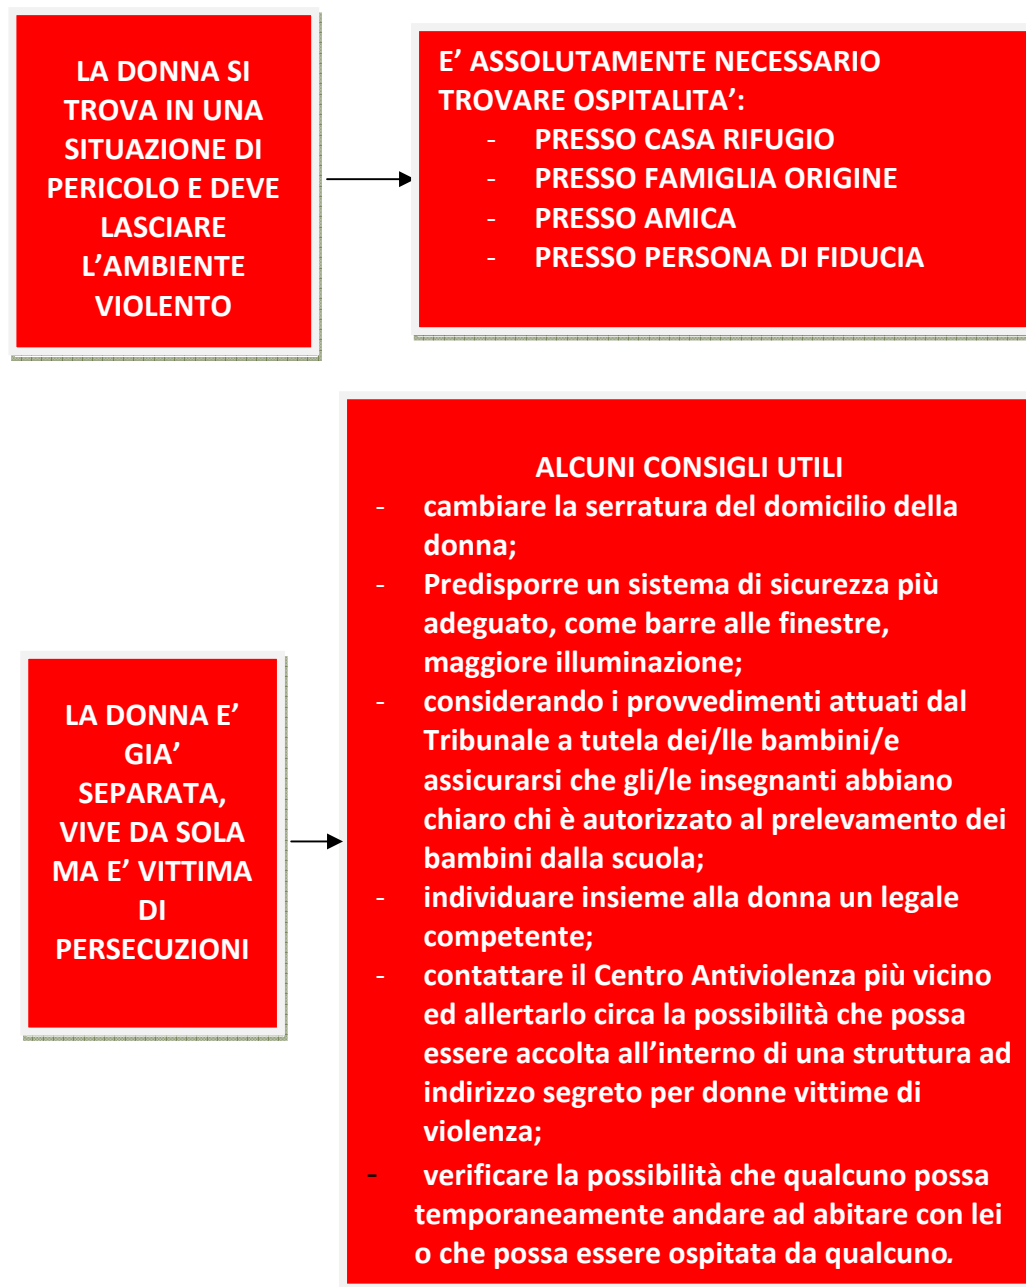 LA DONNA SI
TROVA IN UNA
SITUAZIONE DI
PERICOLO E DEVE
LASCIARE
L’AMBIENTE
VIOLENTO
E’ ASSOLUTAMENTE NECESSARIO
TROVARE OSPITALITA’:
- PRESSO CASA RIFUGIO
- PRESSO FAMIGLIA ORIGINE
- PRESSO AMICA
- PRESSO PERSONA DI FIDUCIA
LA DONNA E’
GIA’
SEPARATA,
VIVE DA SOLA
MA E’ VITTIMA
DI
PERSECUZIONI
ALCUNI CONSIGLI UTILI
- cambiare la serratura del domicilio della
donna;
- Predisporre un sistema di sicurezza più
adeguato, come barre alle finestre,
maggiore illuminazione;
- considerando i provvedimenti attuati dal
Tribunale a tutela dei/lle bambini/e
assicurarsi che gli/le insegnanti abbiano
chiaro chi è autorizzato al prelevamento dei
bambini dalla scuola;
- individuare insieme alla donna un legale
competente;
- contattare il Centro Antiviolenza più vicino
ed allertarlo circa la possibilità che possa
essere accolta all’interno di una struttura ad
indirizzo segreto per donne vittime di
violenza;
- verificare la possibilità che qualcuno possa
temporaneamente andare ad abitare con lei
o che possa essere ospitata da qualcuno.